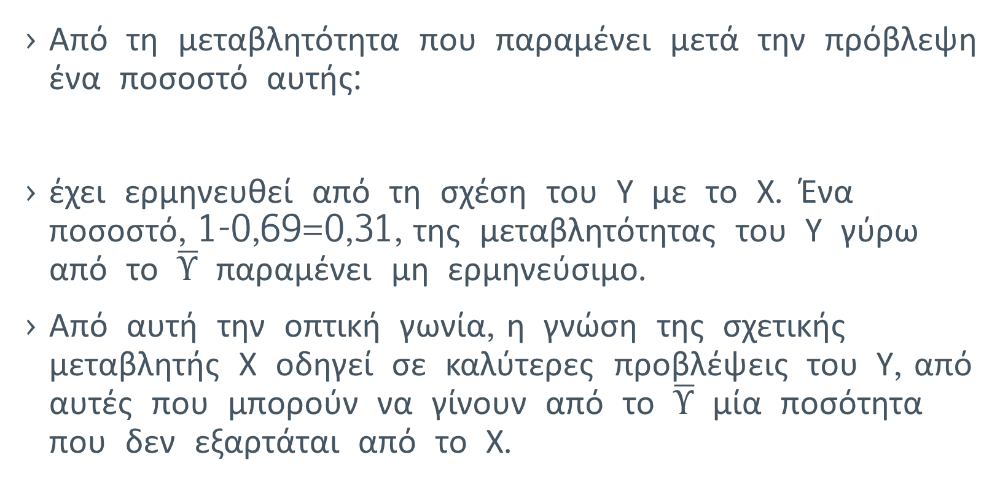 › Από τη μεταβλητότητα που παραμένει μετά την πρόβλεψη
ένα ποσοστό αυτής:
› έχει ερμηνευθεί από τη σχέση του Υ με το Χ. Ένα
ποσοστό, 1-0,69=0,31, της μεταβλητότητας του Υ γύρω
από το Ῡ παραμένει μη ερμηνεύσιμο.
› Από αυτή την οπτική γωνία, η γνώση της σχετικής
μεταβλητής Χ οδηγεί σε καλύτερες προβλέψεις του Υ, από
αυτές που μπορούν να γίνουν από το Ῡ μία ποσότητα
που δεν εξαρτάται από το Χ.